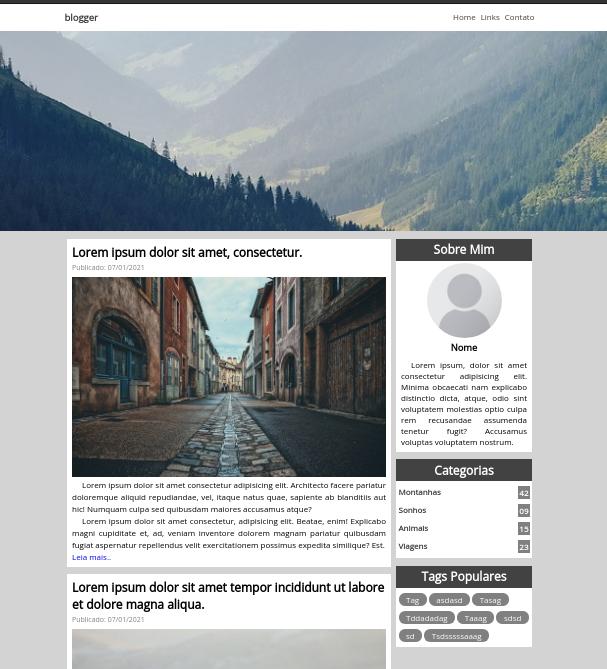 blogger
Home Links Contato
Lorem ipsum dolor sit amet, consectetur.
Publicado: 07/01/2021
Lorem ipsum dolor sit amet consectetur adipisicing elit. Architecto facere pariatur
doloremque aliquid repudiandae, vel, itaque natus quae, sapiente ab blanditiis aut
hic! Numquam culpa sed quibusdam maiores accusamus atque?
Lorem ipsum dolor sit amet consectetur, adipisicing elit. Beatae, enim! Explicabo
magni cupiditate et, ad, veniam inventore dolorem magnam pariatur quibusdam
fugiat aspernatur repellendus velit exercitationem possimus expedita similique? Est.
Leia mais..
Lorem ipsum dolor sit amet tempor incididunt ut labore
et dolore magna aliqua.
Publicado: 07/01/2021
Sobre Mim
Nome
Lorem ipsum, dolor sit amet
consectetur adipisicing elit.
Minima obcaecati nam explicabo
distinctio dicta, atque, odio sint
voluptatem molestias optio culpa
rem recusandae assumenda
tenetur fugit? Accusamus
voluptas voluptatem nostrum.
Categorias
Montanhas 42
Sonhos 09
Animais 15
Viagens 23
Tags Populares
Tag asdasd Tasag
Tddadadag Taaag sdsd
sd Tsdsssssaaag